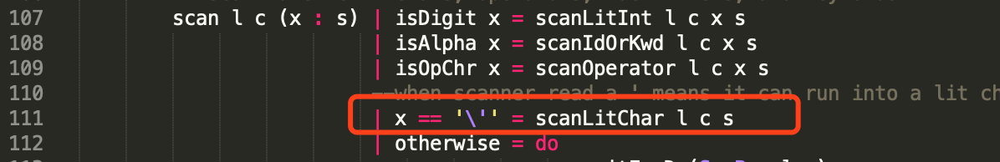 107 scan l c (x : s) | isDigit x = scanLitInt l c x s
108 | isAlpha x = scanIdOrKwd l c x s
109 | isOpChr x = scanOperator l c x s
110 --when scanner read a ' means it can run into a lit ch
111 | x == '\'' = scanLitChar l c s
112 | otherwise = do